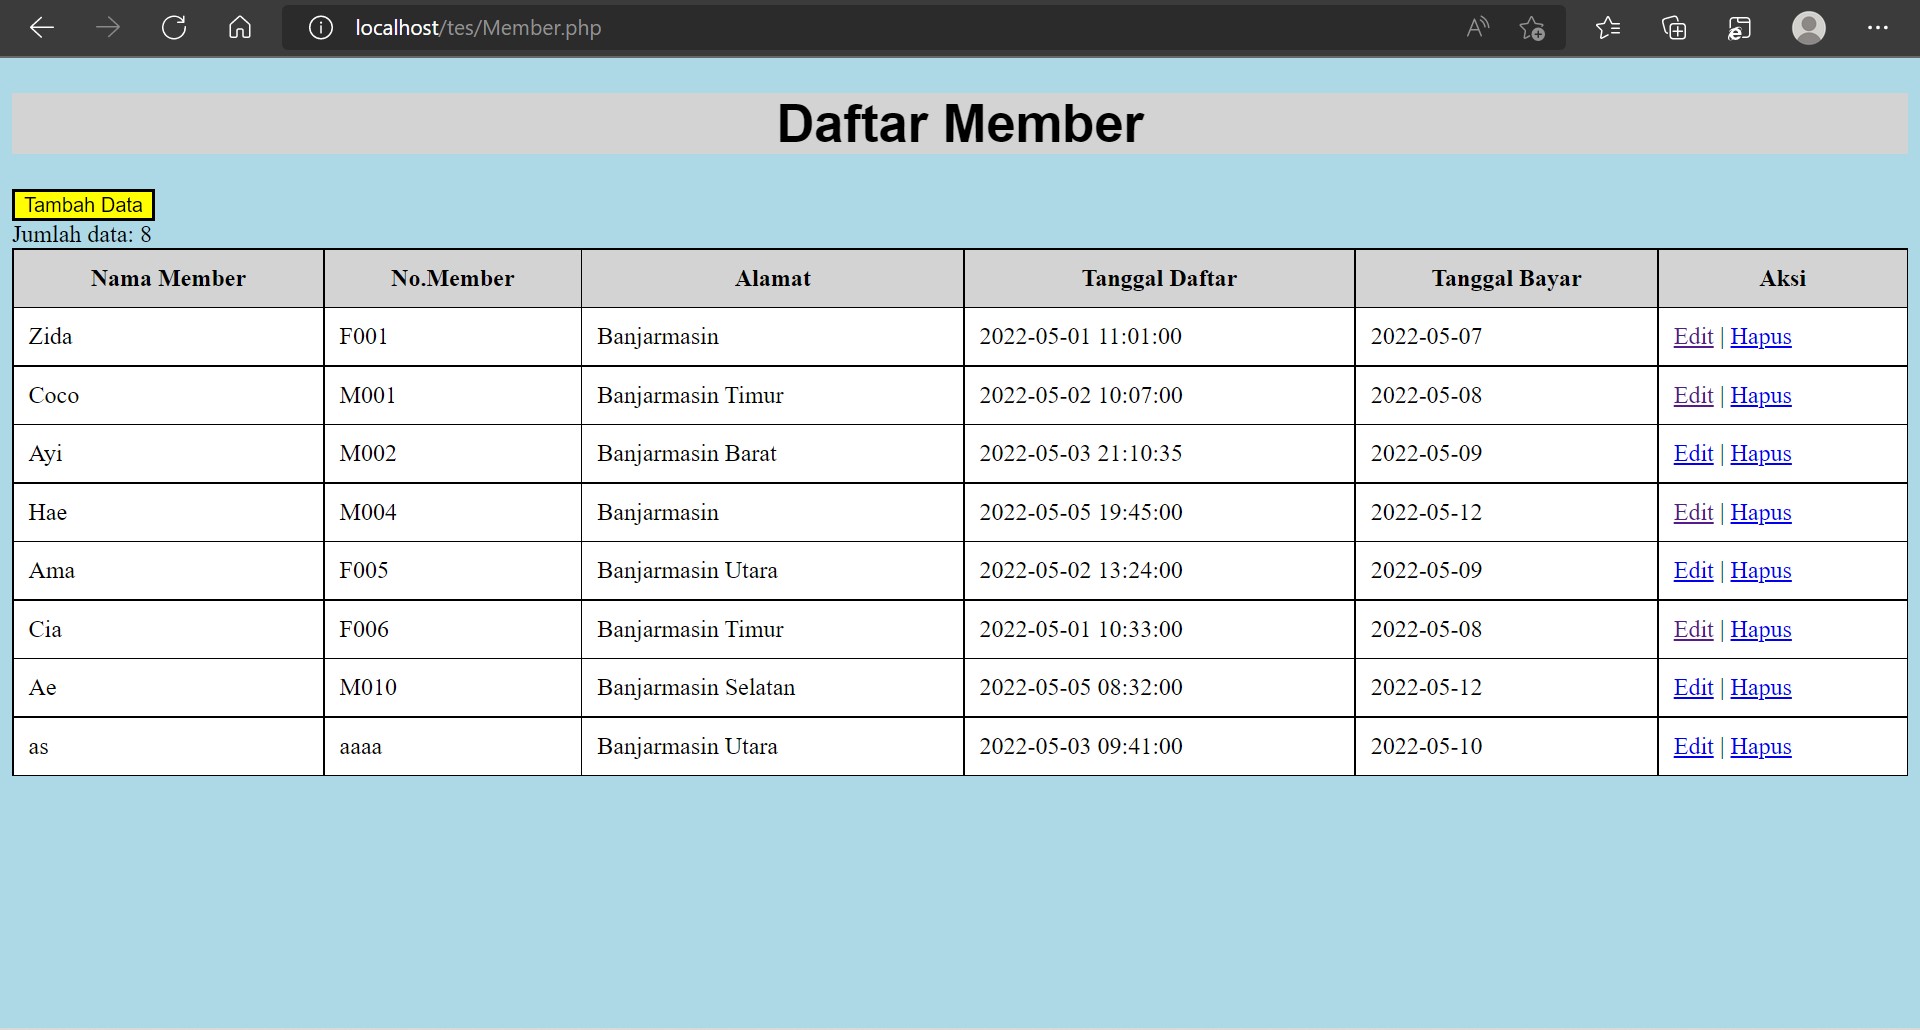 localhost/tes/Member.php
Daftar Member
Tambah Data
Jumlah data: 8
Nama Member No.Member Alamat Tanggal Daftar Tanggal Bayar Aksi
Zida F001 Banjarmasin 2022-05-01 11:01:00 2022-05-07 Edit | Hapus
Coco M001 Banjarmasin Timur 2022-05-02 10:07:00 2022-05-08 Edit | Hapus
Ayi M002 Banjarmasin Barat 2022-05-03 21:10:35 2022-05-09 Edit | Hapus
Hae M004 Banjarmasin 2022-05-05 19:45:00 2022-05-12 Edit | Hapus
Ama F005 Banjarmasin Utara 2022-05-02 13:24:00 2022-05-09 Edit | Hapus
Cia F006 Banjarmasin Timur 2022-05-01 10:33:00 2022-05-08 Edit | Hapus
Ae M010 Banjarmasin Selatan 2022-05-05 08:32:00 2022-05-12 Edit | Hapus
as aaaa Banjarmasin Utara 2022-05-03 09:41:00 2022-05-10 Edit | Hapus